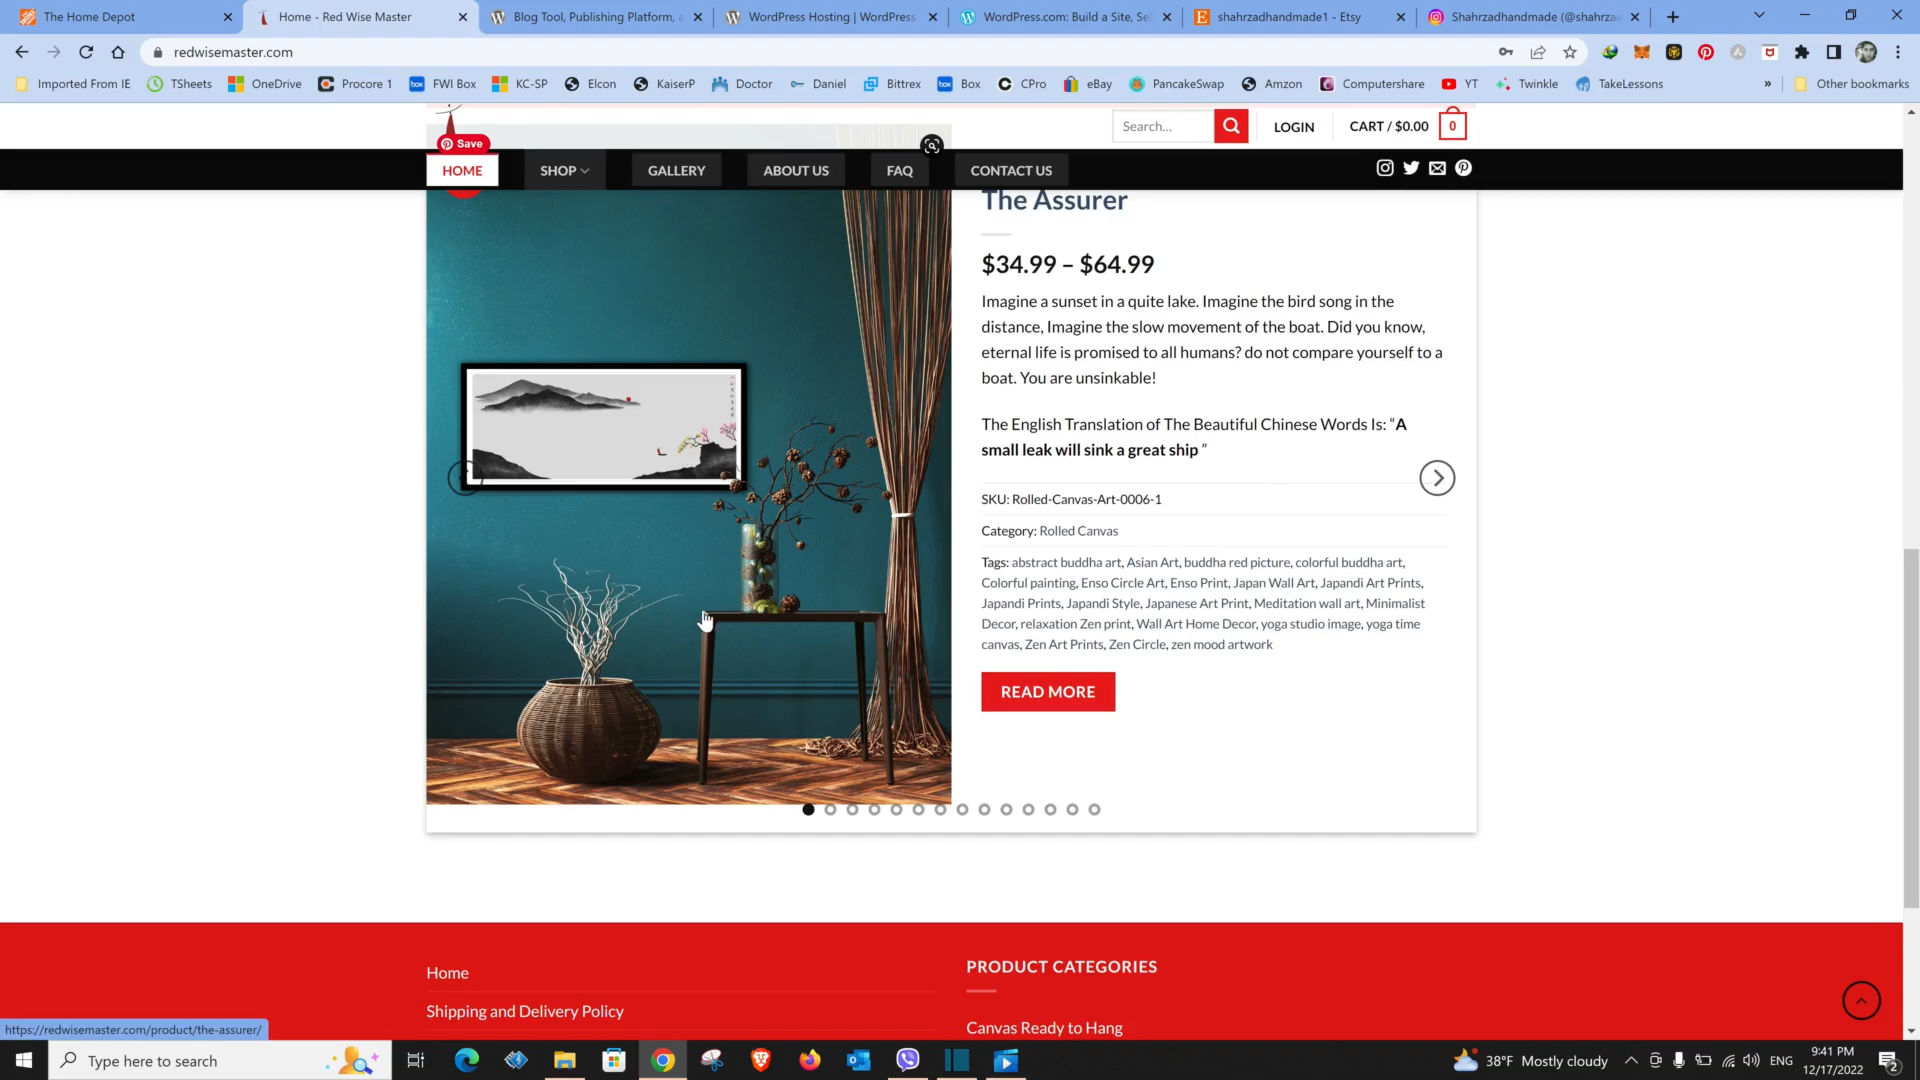 The Home Depot
Home - Red Wise Master
Blog Tool, Publishing Platform, a
WordPress Hosting | WordPress.
WordPress.com: Build a Site, Sel
shahrzadhandmade1 - Etsy
Shahrzadhandmade (@shahrzaa
redwisemaster.com
Imported From IE
TSheets
OneDrive
Procore 1
box
FWI Box
KC-SP
Elcon
KaiserP
Doctor
Daniel
Bittrex
box
Box
CPro
eBay
PancakeSwap
Amzon
Computershare
YT
Twinkle
TakeLessons
»
Other bookmarks
Search...
LOGIN
CART / $0.00
0
Save
HOME
SHOP
GALLERY
ABOUT US
FAQ
CONTACT US
The Assurer
$34.99 – $64.99
Imagine a sunset in a quite lake. Imagine the bird song in the
distance, Imagine the slow movement of the boat. Did you know,
eternal life is promised to all humans? do not compare yourself to a
boat. You are unsinkable!
The English Translation of The Beautiful Chinese Words Is: “A
small leak will sink a great ship ”
SKU: Rolled-Canvas-Art-0006-1
Category: Rolled Canvas
Tags: abstract buddha art, Asian Art, buddha red picture, colorful buddha art,
Colorful painting, Enso Circle Art, Enso Print, Japan Wall Art, Japandi Art Prints,
Japandi Prints, Japandi Style, Japanese Art Print, Meditation wall art, Minimalist
Decor, relaxation Zen print, Wall Art Home Decor, yoga studio image, yoga time
canvas, Zen Art Prints, Zen Circle, zen mood artwork
READ MORE
Home
Shipping and Delivery Policy
PRODUCT CATEGORIES
Canvas Ready to Hang
https://redwisemaster.com/product/the-assurer/
Type here to search
38°F Mostly cloudy
ENG
9:41 PM
12/17/2022
2